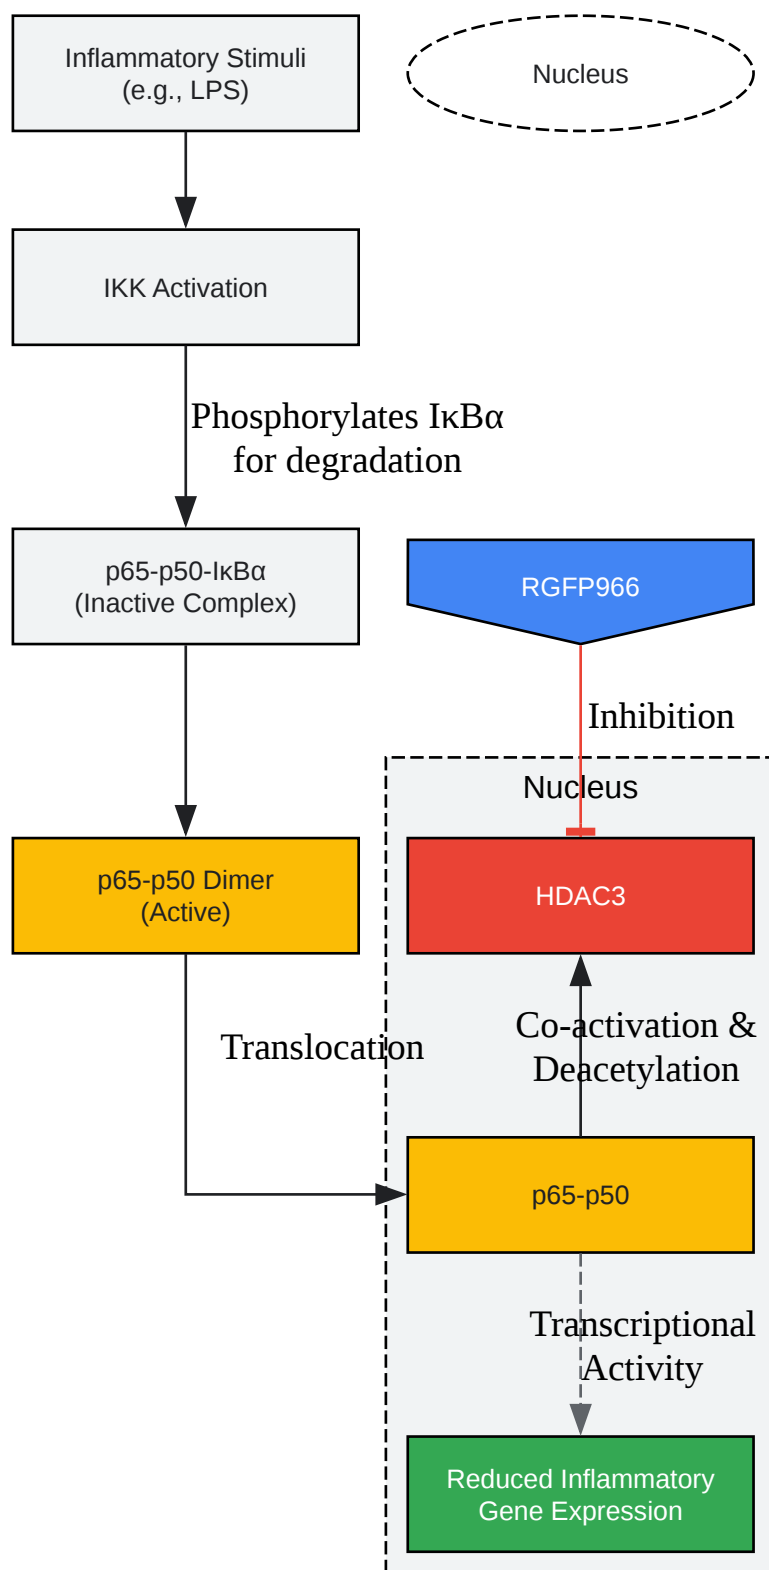 Inflammatory Stimuli
(e.g., LPS)
Nucleus
IKK Activation
Phosphorylates IκBα
for degradation
p65-p50-IκBα
(Inactive Complex)
RGFP966
Inhibition
Nucleus
p65-p50 Dimer
(Active)
HDAC3
Translocation
Co-activation &
Deacetylation
p65-p50
Transcriptional
Activity
Reduced Inflammatory
Gene Expression